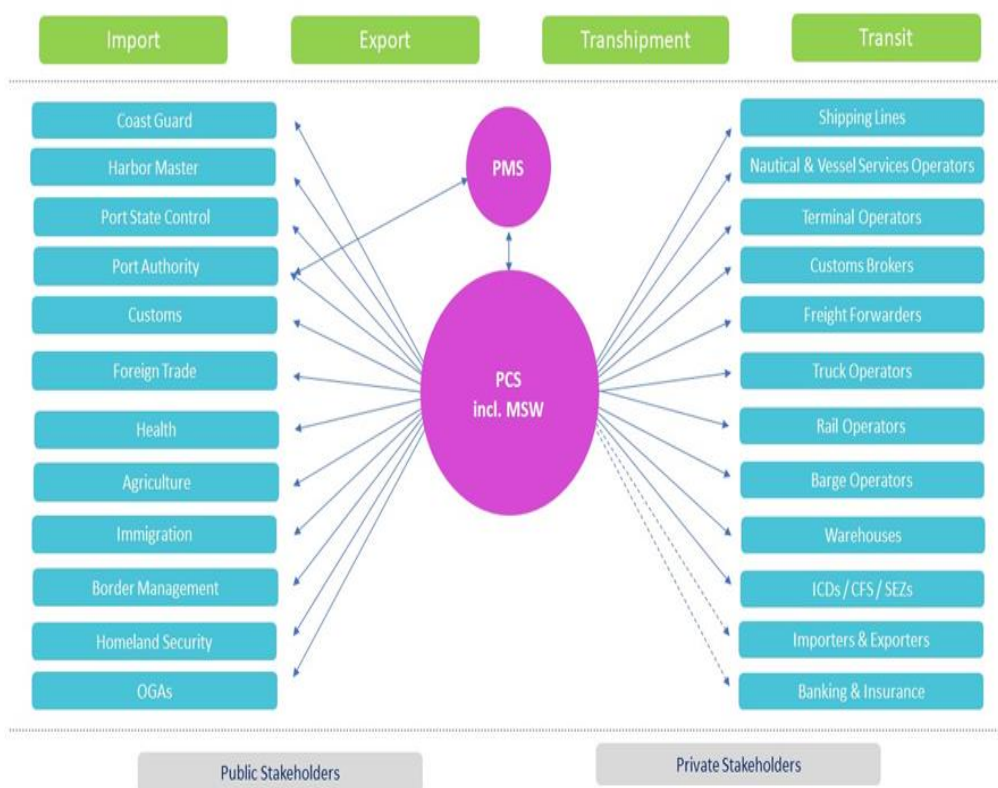 Import
Export
Transhipment
Transit
Coast Guard
Harbor Master
Port State Control
Port Authority
Customs
Foreign Trade
Health
Agriculture
Immigration
Border Management
Homeland Security
OGAs
PMS
PCS
incl. MSW
Shipping Lines
Nautical & Vessel Services Operators
Terminal Operators
Customs Brokers
Freight Forwarders
Truck Operators
Rail Operators
Barge Operators
Warehouses
ICDs / CFS / SEZs
Importers & Exporters
Banking & Insurance
Public Stakeholders
Private Stakeholders